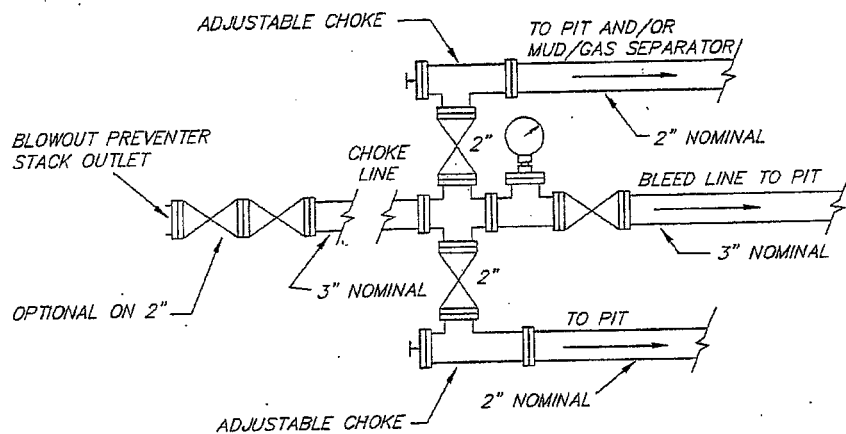 ADJUSTABLE CHOKE
TO PIT AND/OR
MUD/GAS SEPARATOR
2" NOMINAL
BLOWOUT PREVENTER
STACK OUTLET
CHOKE
LINE
2"
BLEED LINE TO PIT
3" NOMINAL
OPTIONAL ON 2"
3" NOMINAL
2"
TO PIT
2" NOMINAL
ADJUSTABLE CHOKE